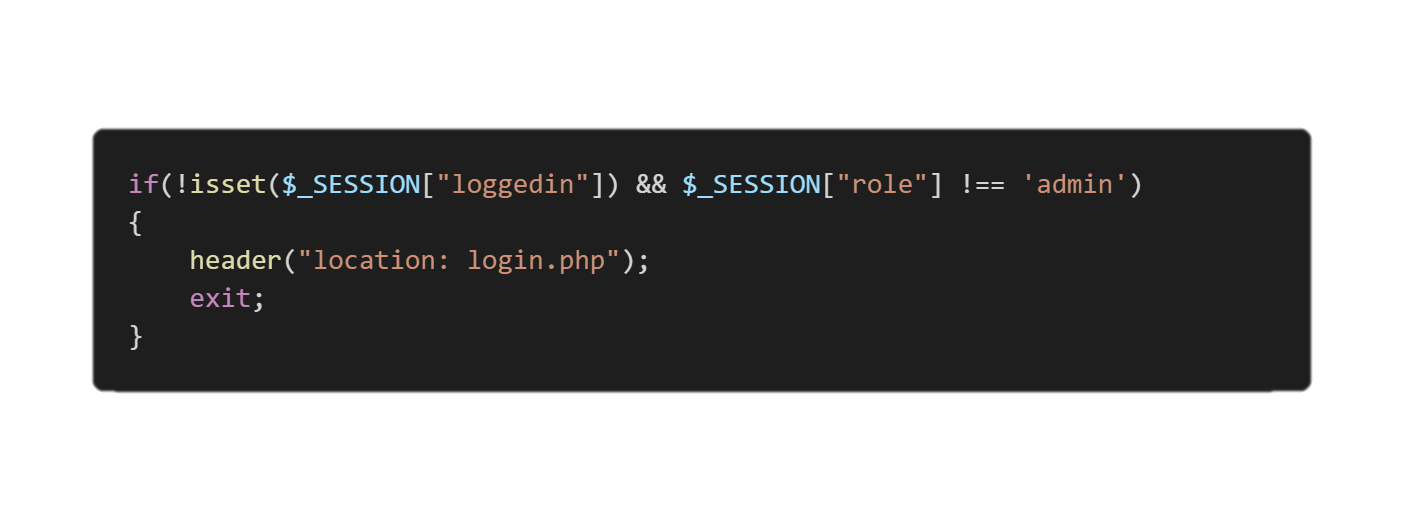 if(!isset($_SESSION["loggedin"]) && $_SESSION["role"] !== 'admin')
{
    header("location: login.php");
    exit;
}